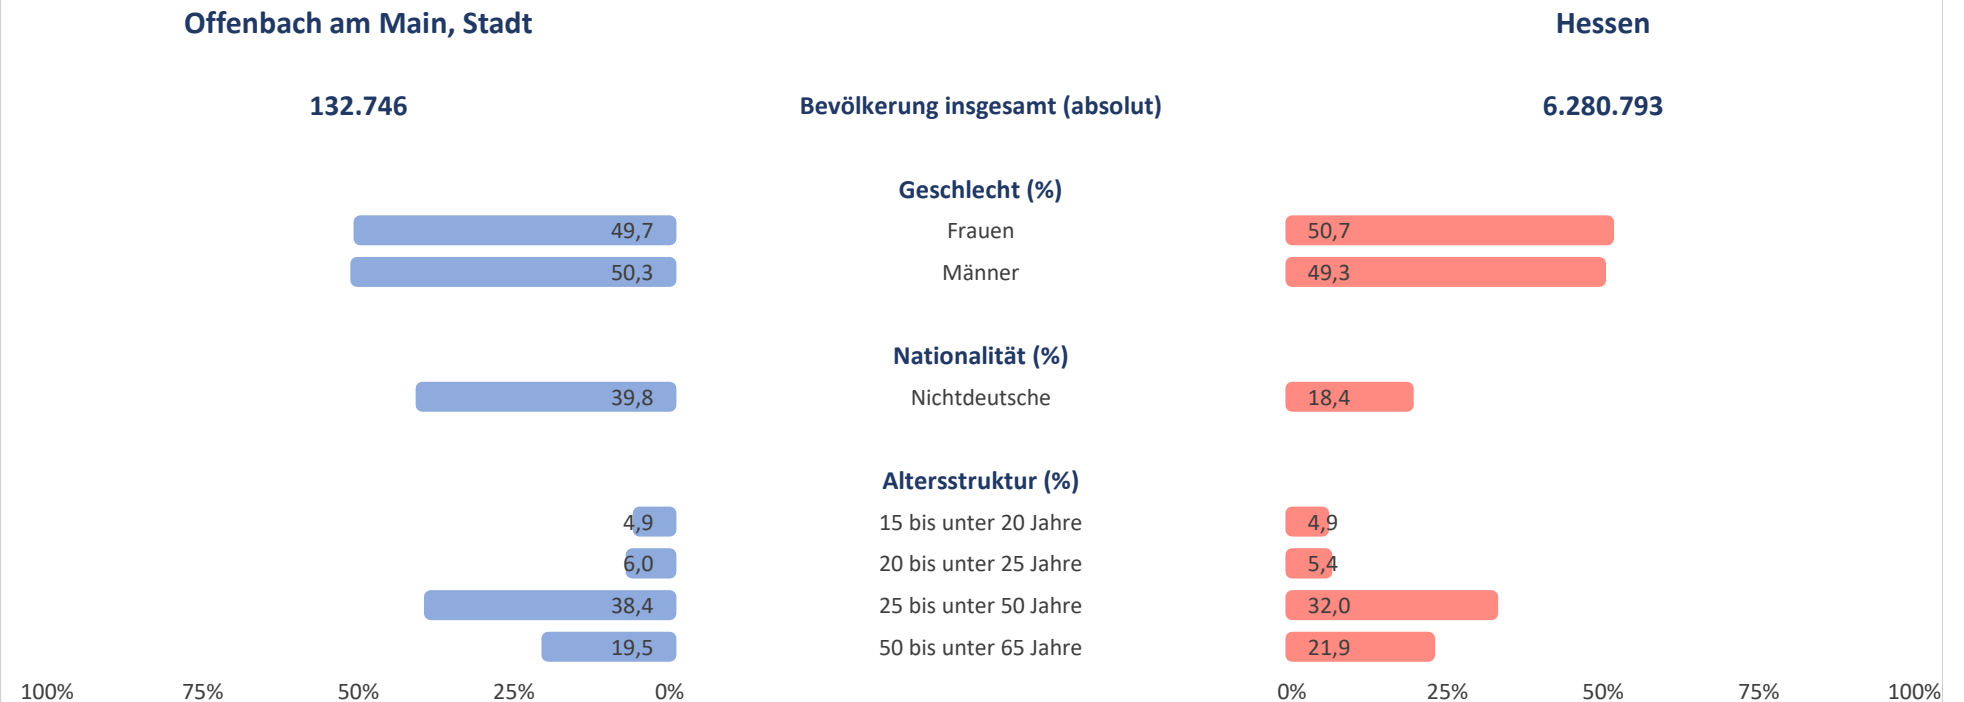 Offenbach am Main, Stadt Hessen
132.746 Bevölkerung insgesamt (absolut) 6.280.793
Geschlecht (%)
49,7 Frauen 50,7
50,3 Männer 49,3
Nationalität (%)
39,8 Nichtdeutsche 18,4
Altersstruktur (%)
4,9 15 bis unter 20 Jahre 4,9
6,0 20 bis unter 25 Jahre 5,4
38,4 25 bis unter 50 Jahre 32,0
19,5 50 bis unter 65 Jahre 21,9
100% 75% 50% 25% 0% 0% 25% 50% 75% 100%